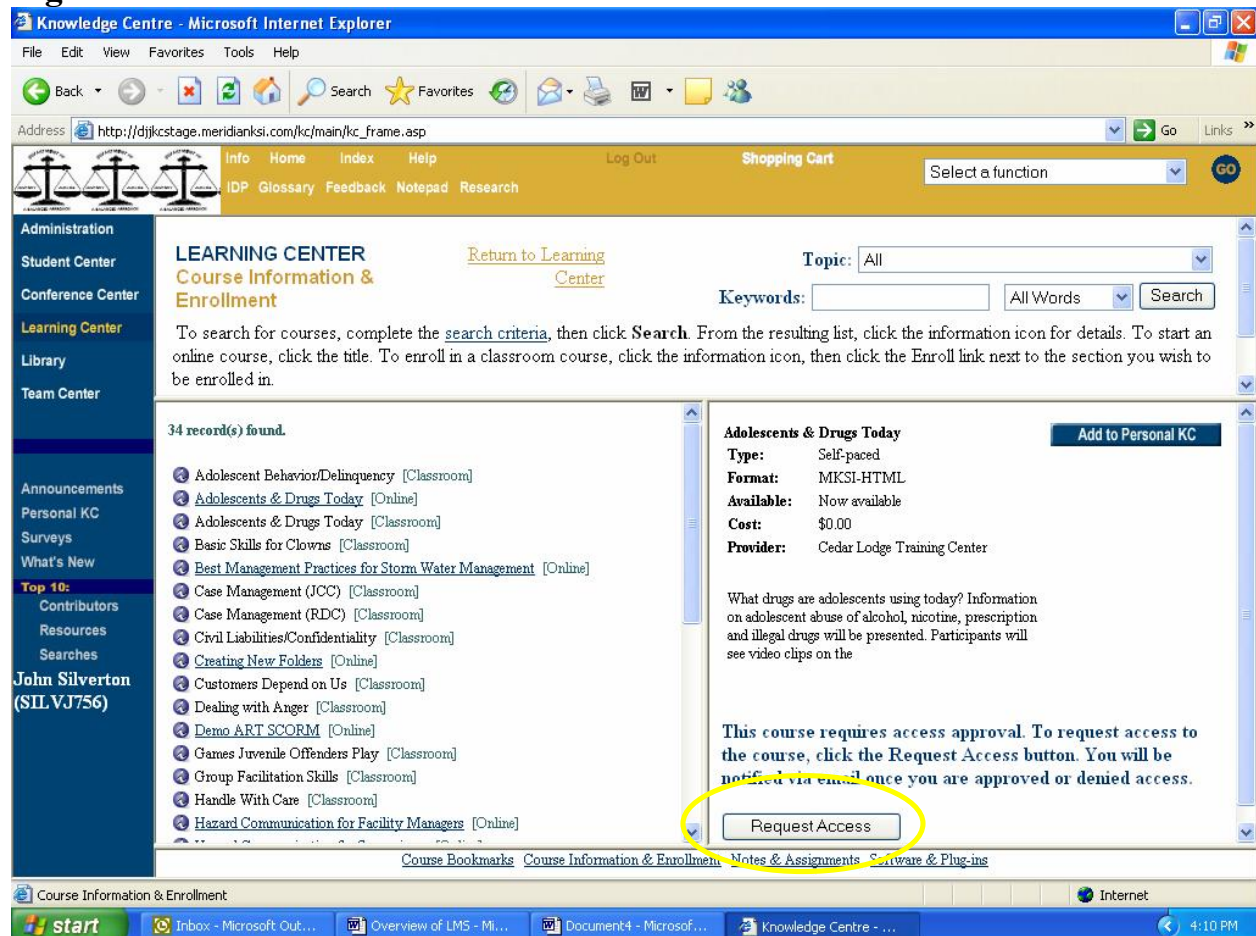 Knowledge Centre - Microsoft Internet Explorer
File Edit View Favorites Tools Help
Back Search Favorites
Address http://djjkcstage.meridianksi.com/kc/main/kc_frame.asp Go Links »
Info Home Index Help Log Out Shopping Cart
IDP Glossary Feedback Notepad Research
Select a function GO
Administration
Student Center
Conference Center
Learning Center
Library
Team Center
Announcements
Personal KC
Surveys
What's New
Top 10:
Contributors
Resources
Searches
John Silverton
(SILVJ756)
LEARNING CENTER
Course Information &
Enrollment
Return to Learning
Center
Topic: All
Keywords: All Words Search
To search for courses, complete the search criteria, then click Search. From the resulting list, click the information icon for details. To start an
online course, click the title. To enroll in a classroom course, click the information icon, then click the Enroll link next to the section you wish to
be enrolled in.
34 record(s) found.
Adolescent Behavior/Delinquency [Classroom]
Adolescents & Drugs Today [Online]
Adolescents & Drugs Today [Classroom]
Basic Skills for Clowns [Classroom]
Best Management Practices for Storm Water Management [Online]
Case Management (JCC) [Classroom]
Case Management (RDC) [Classroom]
Civil Liabilities/Confidentiality [Classroom]
Creating New Folders [Online]
Customers Depend on Us [Classroom]
Dealing with Anger [Classroom]
Demo ART SCORM [Online]
Games Juvenile Offenders Play [Classroom]
Group Facilitation Skills [Classroom]
Handle With Care [Classroom]
Hazard Communication for Facility Managers [Online]
Adolescents & Drugs Today
Add to Personal KC
Type: Self-paced
Format: MKSI-HTML
Available: Now available
Cost: $0.00
Provider: Cedar Lodge Training Center
What drugs are adolescents using today? Information
on adolescent abuse of alcohol, nicotine, prescription
and illegal drugs will be presented. Participants will
see video clips on the
This course requires access approval. To request access to
the course, click the Request Access button. You will be
notified via email once you are approved or denied access.
Request Access
Course Bookmarks Course Information & Enrollment Notes & Assignments Software & Plug-ins
Course Information & Enrollment Internet
start Inbox - Microsoft Out... Overview of LMS - Mi... Document4 - Microsof... Knowledge Centre - ... 4:10 PM